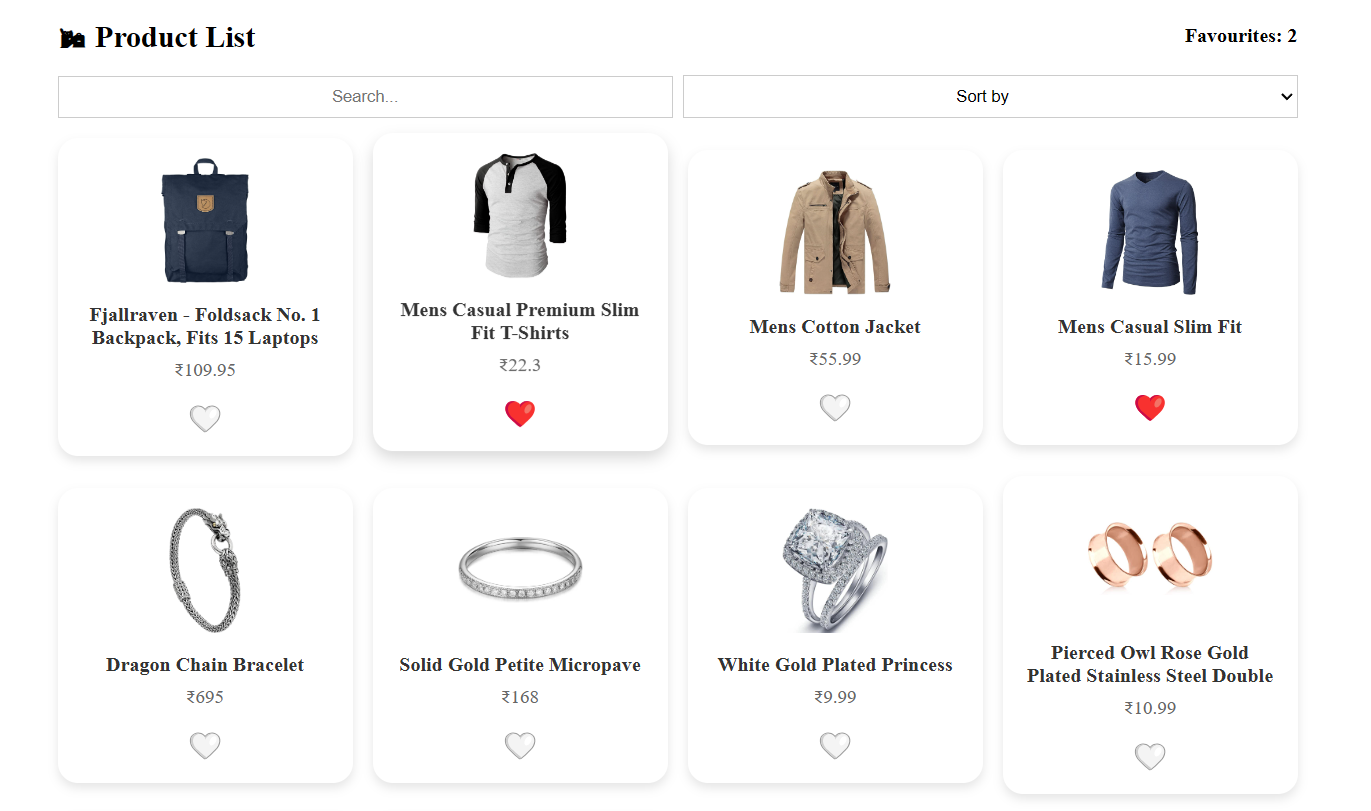 Product List
Favourites: 2
Search...
Sort by
Fjallraven - Foldsack No. 1
Backpack, Fits 15 Laptops
₹109.95
Mens Casual Premium Slim
Fit T-Shirts
₹22.3
Mens Cotton Jacket
₹55.99
Mens Casual Slim Fit
₹15.99
Dragon Chain Bracelet
₹695
Solid Gold Petite Micropave
₹168
White Gold Plated Princess
₹9.99
Pierced Owl Rose Gold
Plated Stainless Steel Double
₹10.99